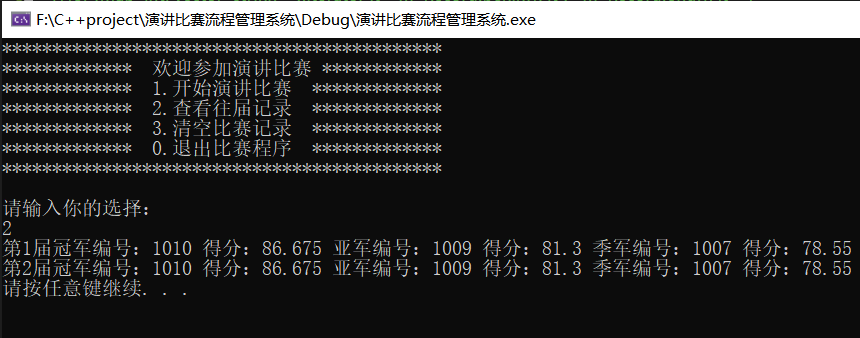 F:\C++project\演讲比赛流程管理系统\Debug\演讲比赛流程管理系统.exe
********************************************
************* 欢迎参加演讲比赛 ************
************* 1.开始演讲比赛 *************
************* 2.查看往届记录 *************
************* 3.清空比赛记录 *************
************* 0.退出比赛程序 *************
********************************************
请输入你的选择：
2
第1届冠军编号：1010 得分：86.675 亚军编号：1009 得分：81.3 季军编号：1007 得分：78.55
第2届冠军编号：1010 得分：86.675 亚军编号：1009 得分：81.3 季军编号：1007 得分：78.55
请按任意键继续. . .